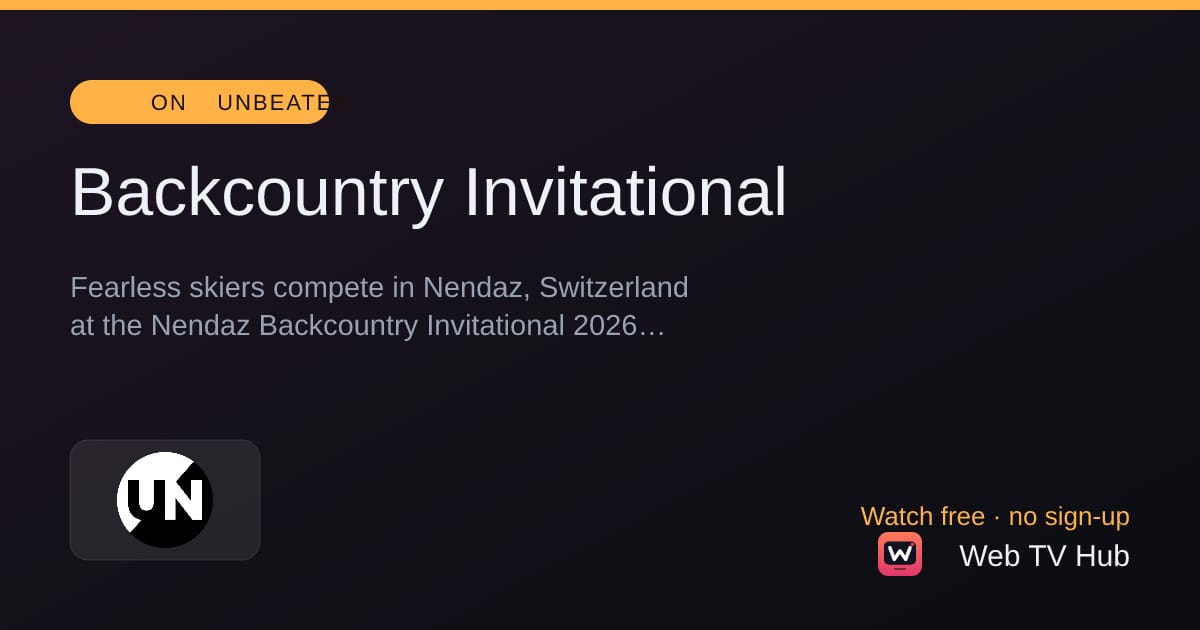 ON UNBEATEN
Backcountry Invitational
Fearless skiers compete in Nendaz, Switzerland
at the Nendaz Backcountry Invitational 2026…
UN
Watch free · no sign-up
W
Web TV Hub